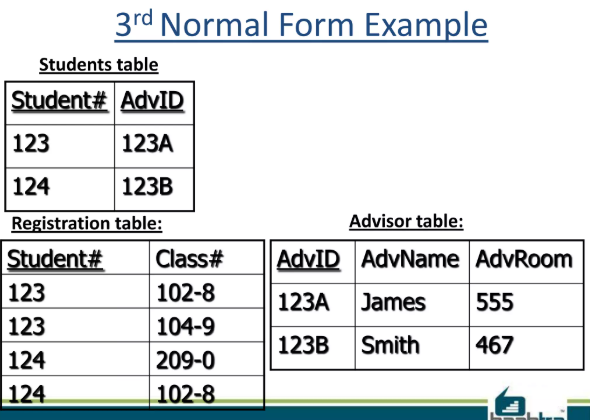 3rd Normal Form Example
Students table
Student# AdvID
123 123A
124 123B
Registration table:
Student# Class#
123 102-8
123 104-9
124 209-0
124 102-8
Advisor table:
AdvID AdvName AdvRoom
123A James 555
123B Smith 467